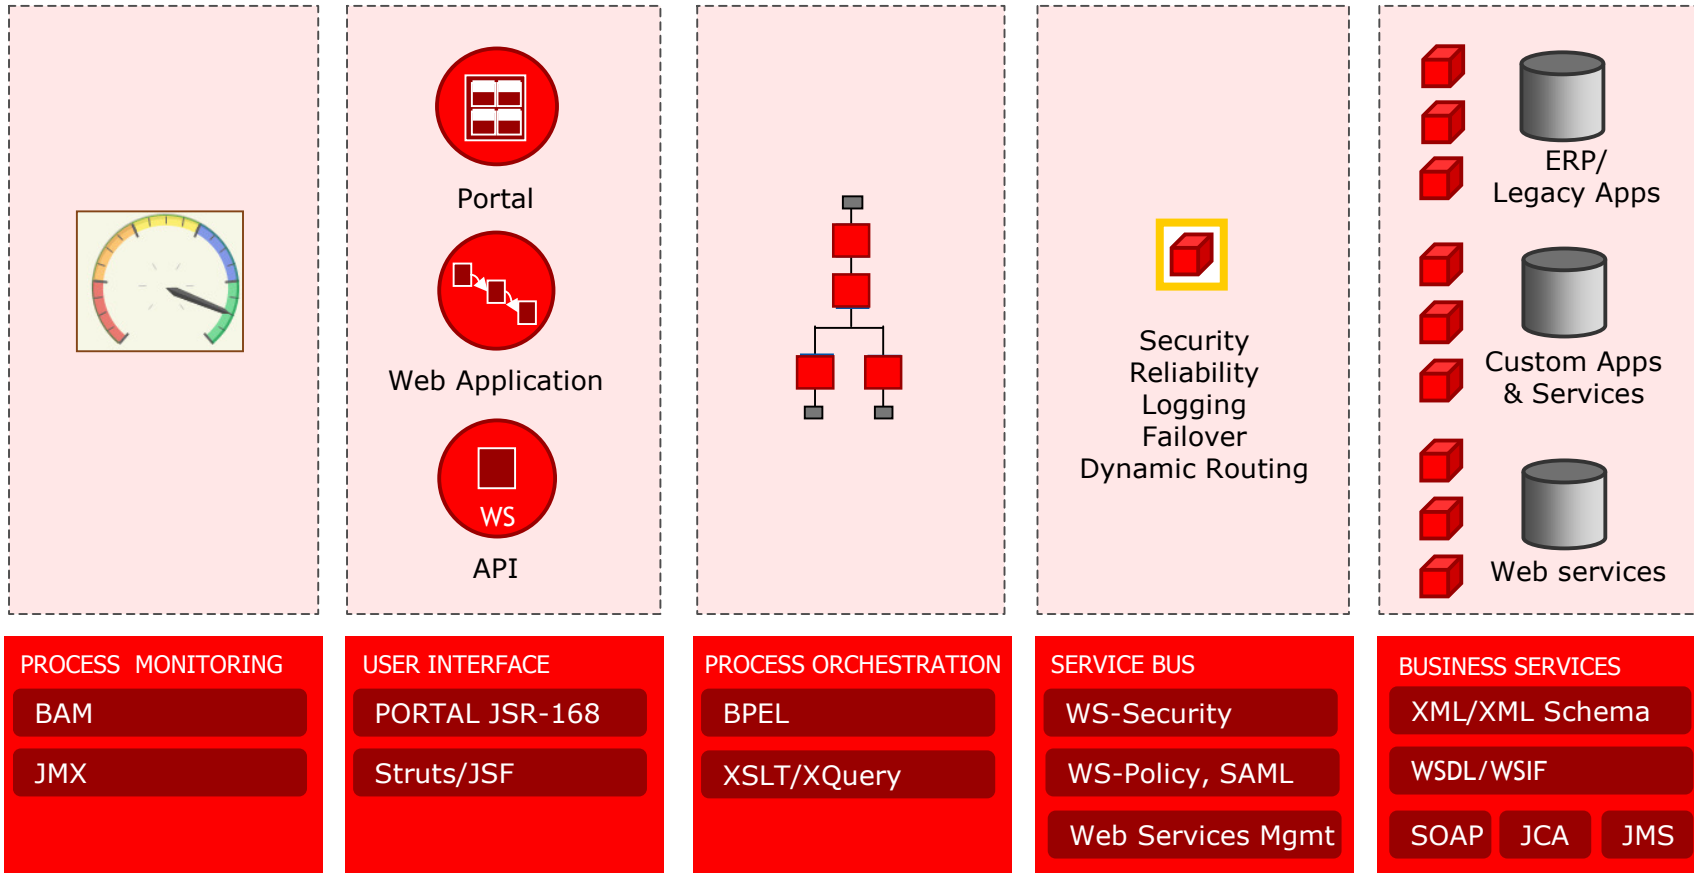 Portal
Web Application
WS
API
Security
Reliability
Logging
Failover
Dynamic Routing
ERP/
Legacy Apps
Custom Apps
& Services
Web services
PROCESS MONITORING
BAM
JMX
USER INTERFACE
PORTAL JSR-168
Struts/JSF
PROCESS ORCHESTRATION
BPEL
XSLT/XQuery
SERVICE BUS
WS-Security
WS-Policy, SAML
Web Services Mgmt
BUSINESS SERVICES
XML/XML Schema
WSDL/WSIF
SOAP JCA JMS